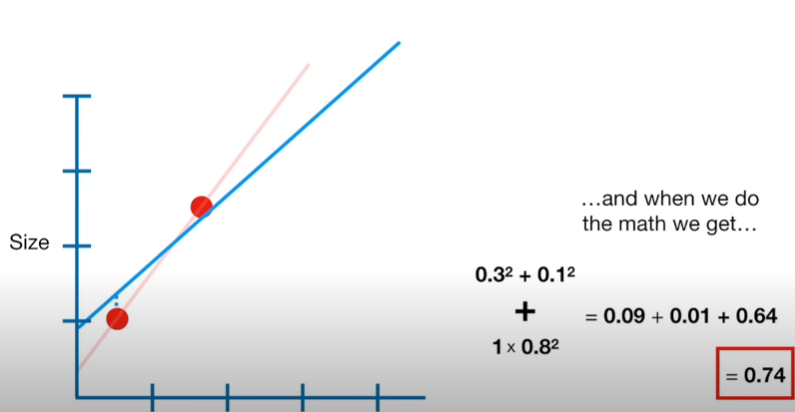 Size
…and when we do
the math we get…
0.3² + 0.1²
+
1 × 0.8²
= 0.09 + 0.01 + 0.64
= 0.74